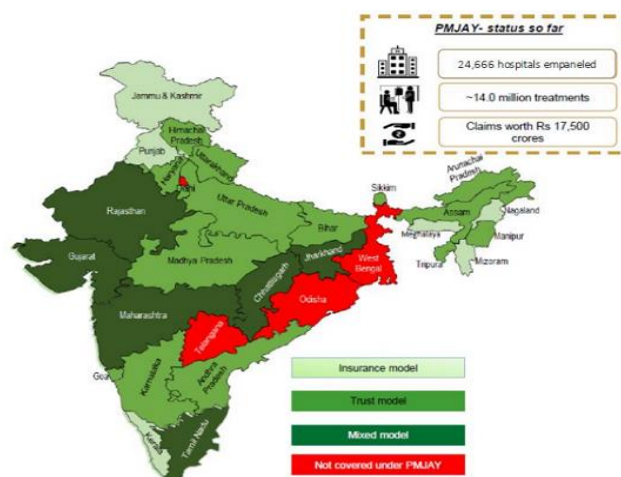 PMJAY- status so far
24,666 hospitals empaneled
~14.0 million treatments
Claims worth Rs 17,500
crores
Jammu & Kashmir
Himachal
Pradesh
Punjab
Uttarakhand
Haryana
Rajasthan
Uttar Pradesh
Bihar
Sikkim
Arunachal
Pradesh
Assam
Nagaland
Meghalaya
Manipur
Tripura
Mizoram
Gujarat
Madhya Pradesh
Jharkhand
West
Bengal
Chhattisgarh
Odisha
Maharashtra
Telangana
Goa
Karnataka
Andhra
Pradesh
Kerala
Tamil Nadu
Insurance model
Trust model
Mixed model
Not covered under PMJAY